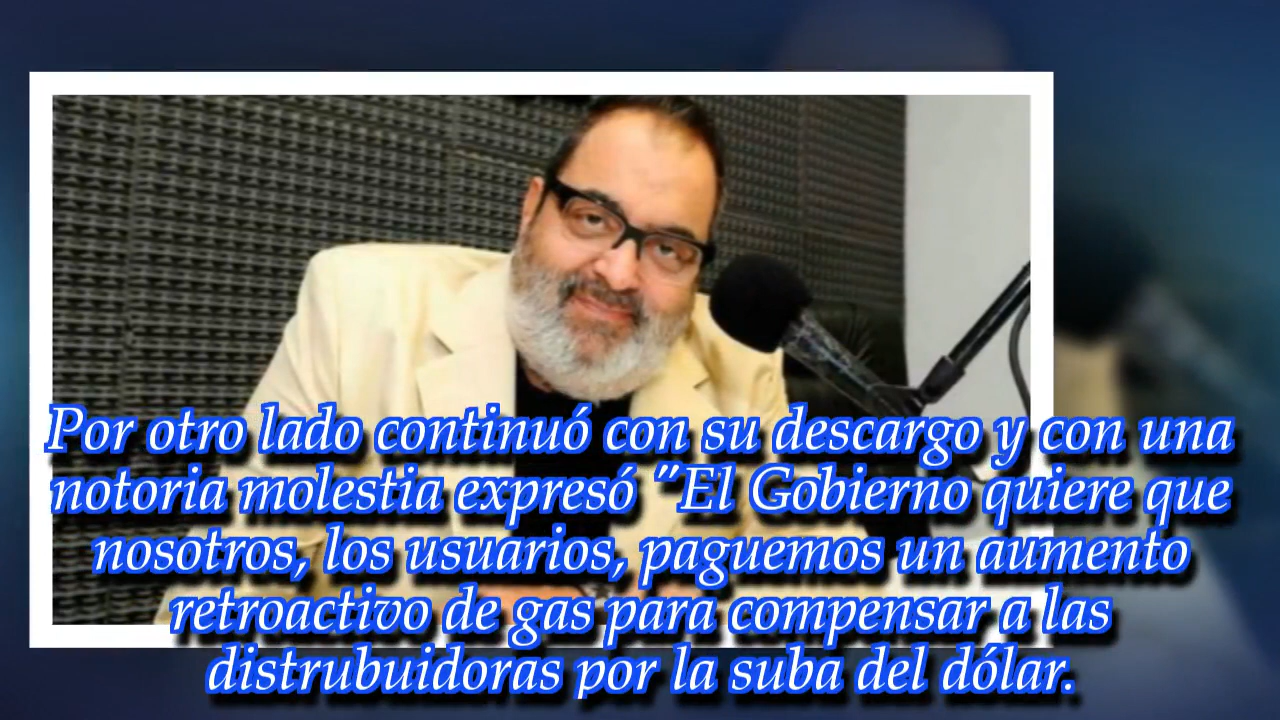 Por otro lado continuó con su descargo y con una
notoria molestia expresó "El Gobierno quiere que
nosotros, los usuarios, paguemos un aumento
retroactivo de gas para compensar a las
distrubuidoras por la suba del dólar.